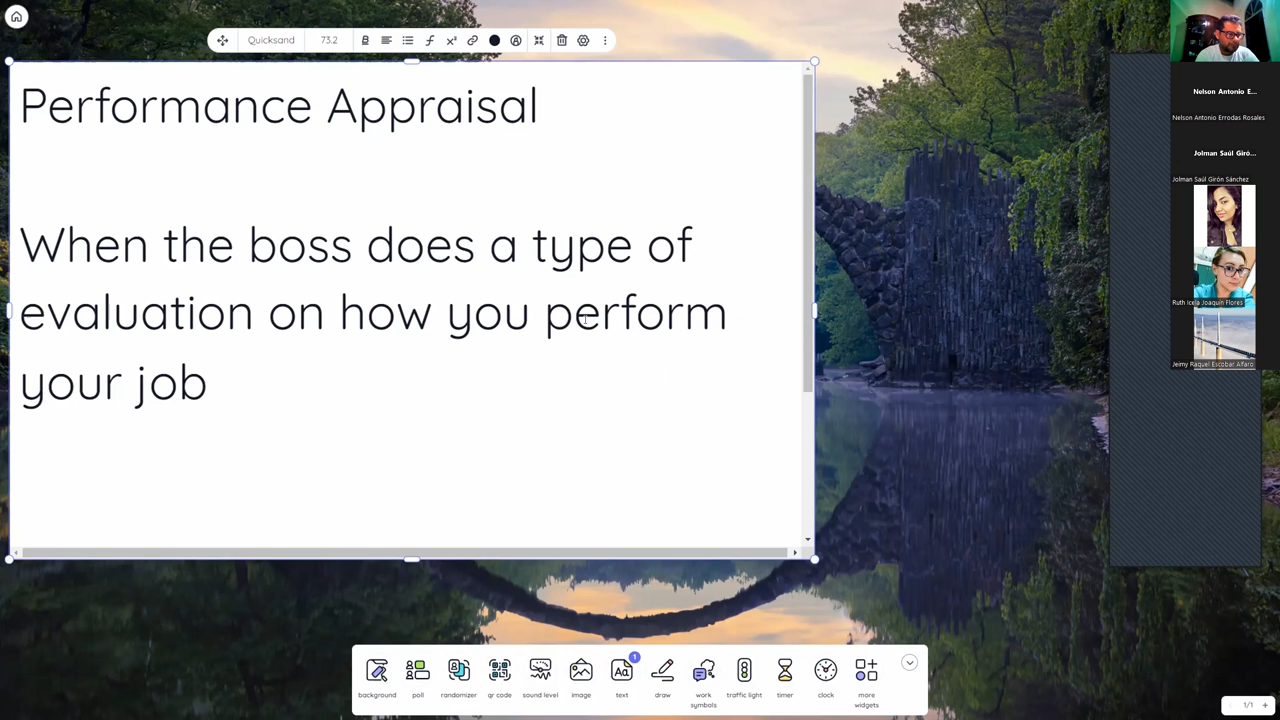 Quicksand
73.2
Performance Appraisal
When the boss does a type of
evaluation on how you perform
your job
Nelson Antonio E...
Nelson Antonio Errodas Rosales
Jolman Saúl Giró...
Jolman Saúl Girón Sánchez
Ruth Icela Joaquin Flores
Jeimy Raquel Escobar Alfaro
1
background
poll
randomizer
qr code
sound level
image
text
draw
work
symbols
traffic light
timer
clock
more
widgets
1/1